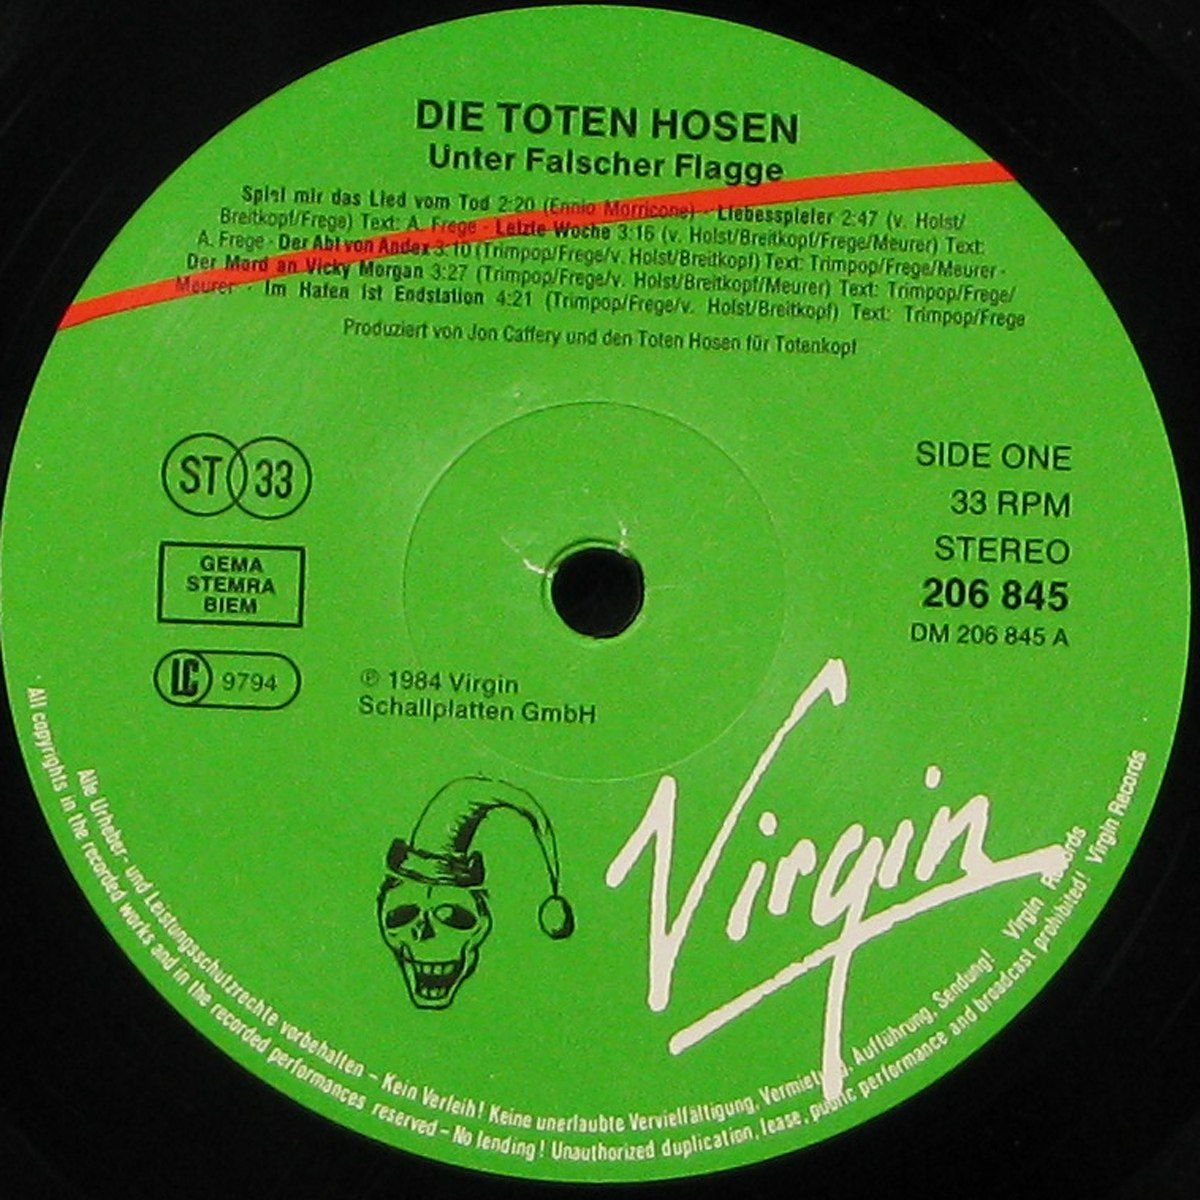 DIE TOTEN HOSEN
Unter Falscher Flagge
Spiel mir das Lied vom Tod 2:20 (Ennio Morricone) · Liebesspieler 2:47 (v. Holst/
Breitkopf/Frege) Text: A. Frege · Letzte Woche 3:16 (v. Holst/Breitkopf/Frege/Meurer) Text:
A. Frege · Der Abt von Andex 3:10 (Trimpop/Frege/v. Holst/Breitkopf) Text: Trimpop/Frege/Meurer ·
Der Mord an Vicky Morgan 3:27 (Trimpop/Frege/v. Holst/Breitkopf/Meurer) Text: Trimpop/Frege/
Meurer · Im Hafen ist Endstation 4:21 (Trimpop/Frege/v. Holst/Breitkopf) Text: Trimpop/Frege
Produziert von Jon Caffery und den Toten Hosen für Totenkopf
ST 33
GEMA
STEMRA
BIEM
LC 9794
SIDE ONE
33 RPM
STEREO
206 845
DM 206 845 A
℗ 1984 Virgin
Schallplatten GmbH
Virgin
Alle Urheber- und Leistungsschutzrechte vorbehalten – Kein Verleih! Keine unerlaubte Vervielfältigung, Vermietung, Aufführung, Sendung! Virgin Records
All copyrights in the recorded works and in the recorded performances reserved – No lending! Unauthorized duplication, lease, public performance and broadcast prohibited! Virgin Records